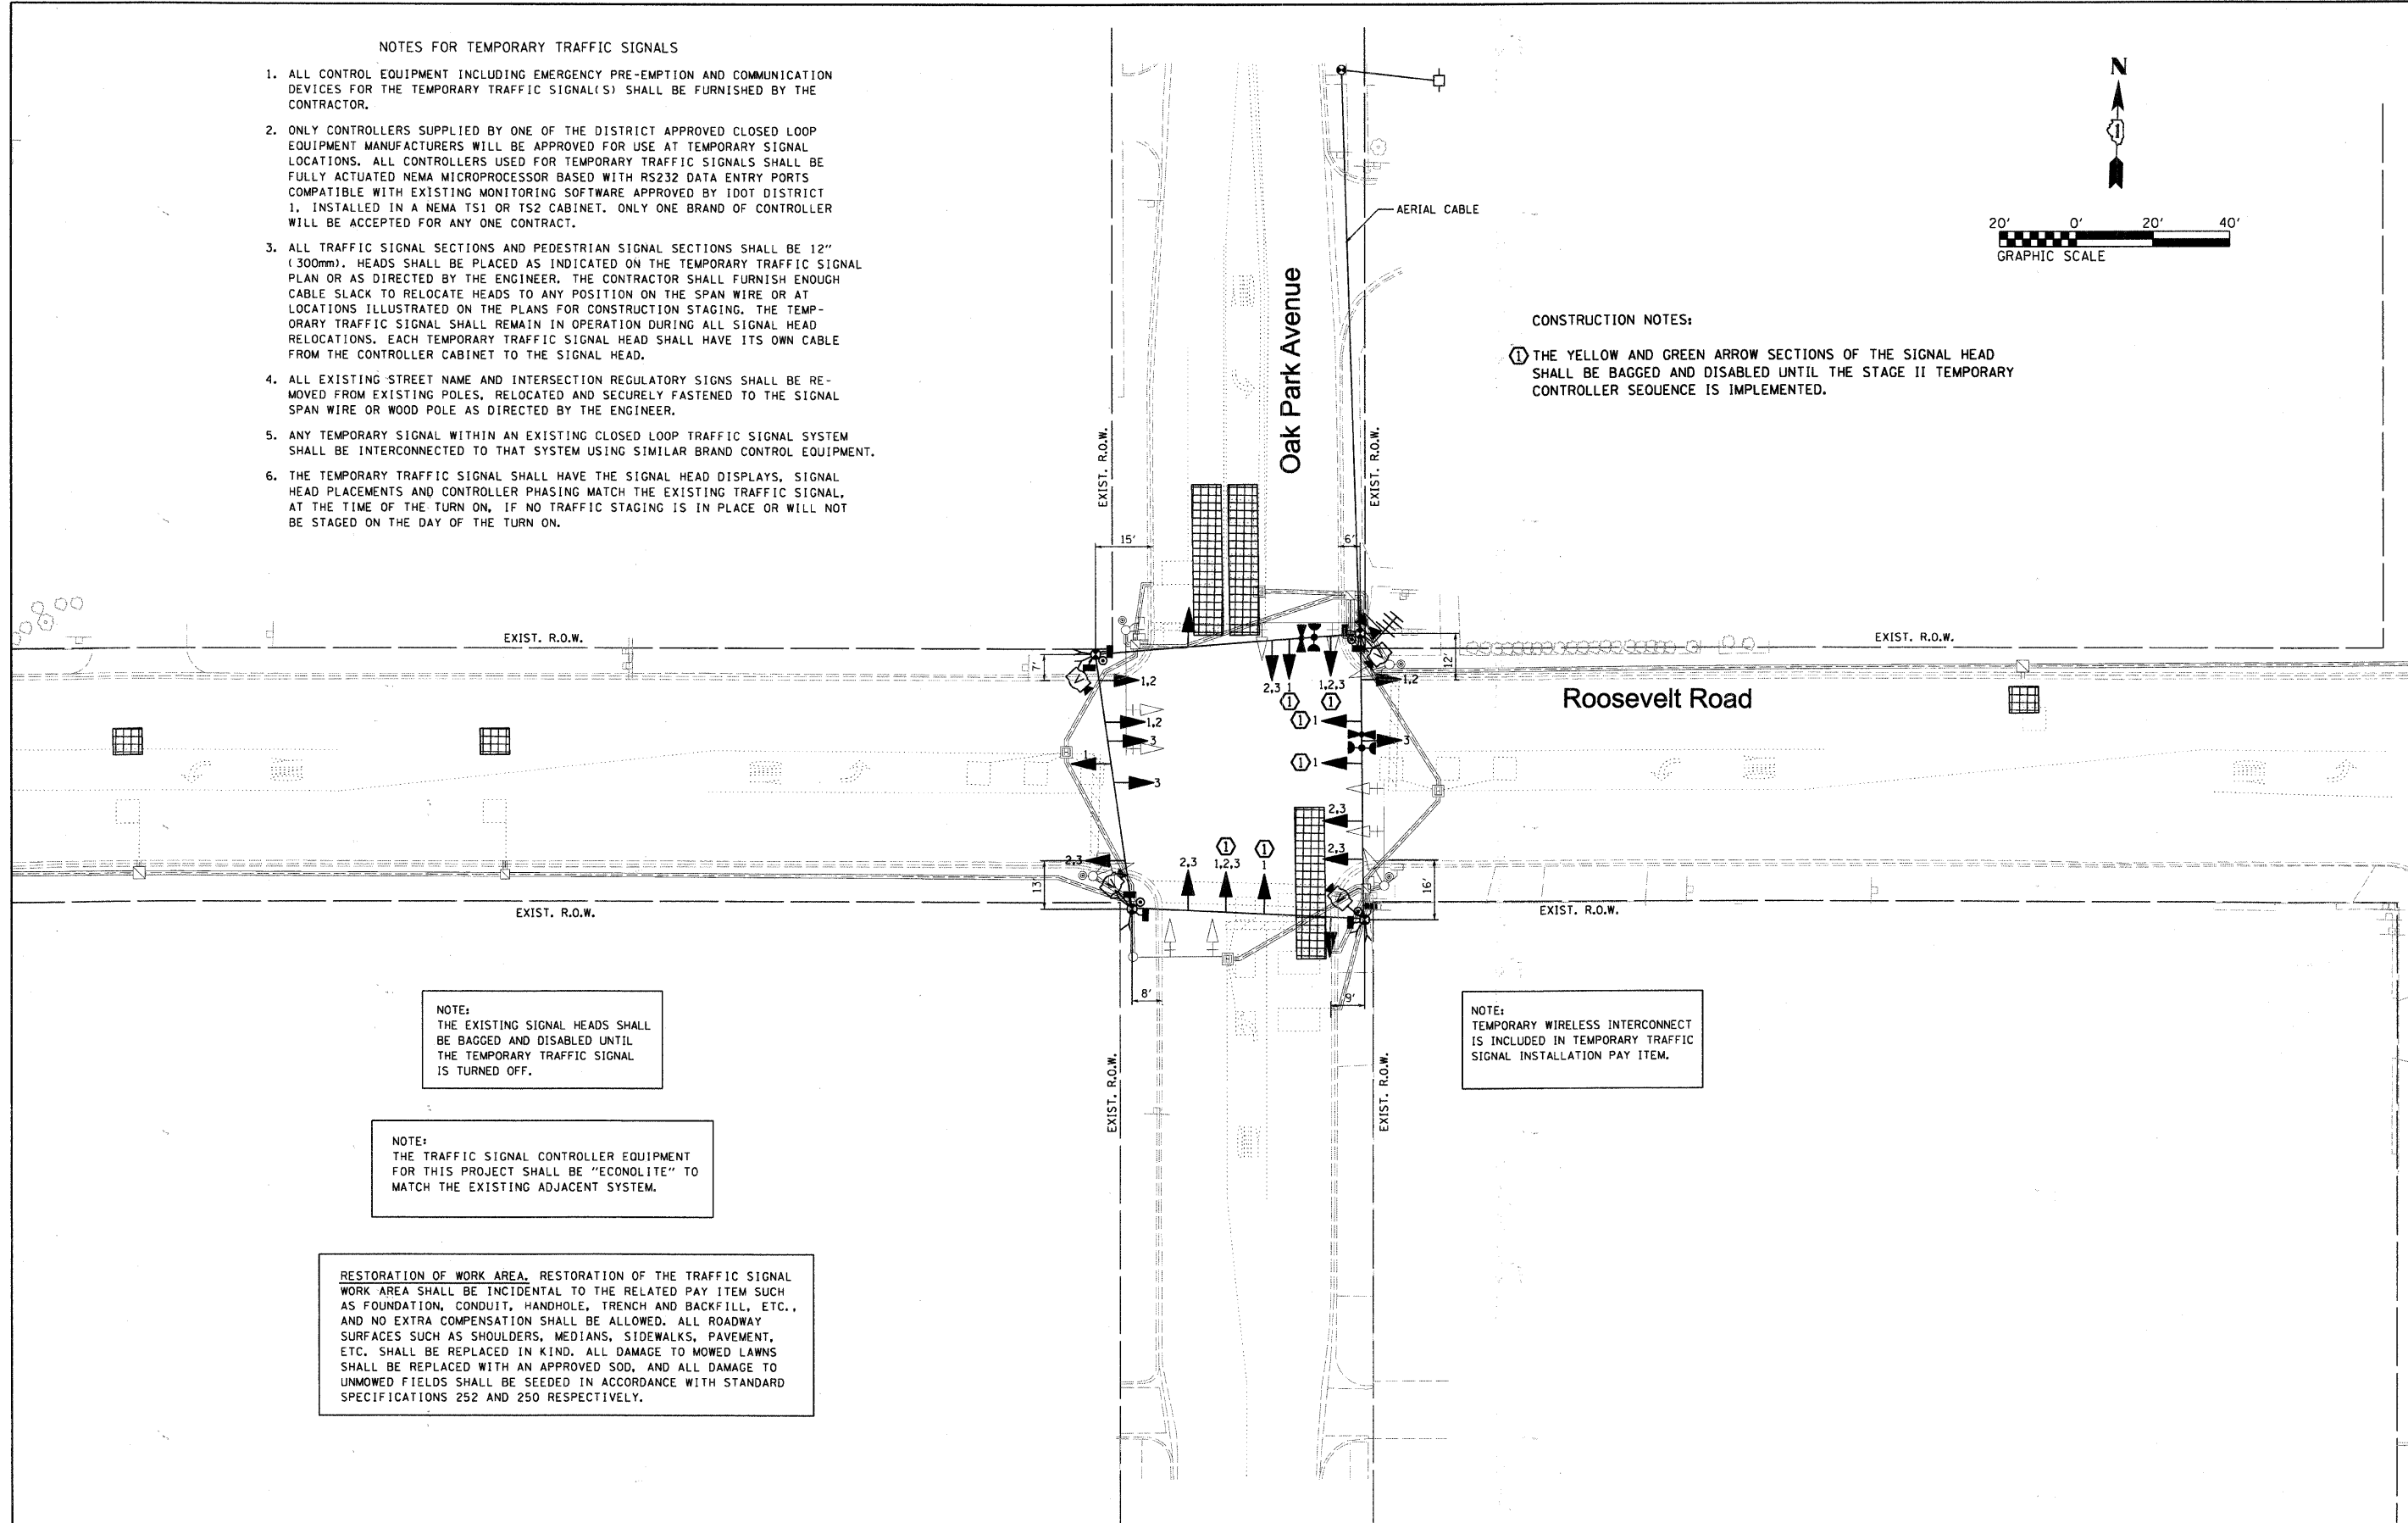 NOTES FOR TEMPORARY TRAFFIC SIGNALS
1. ALL CONTROL EQUIPMENT INCLUDING EMERGENCY PRE-EMPTION AND COMMUNICATION
DEVICES FOR THE TEMPORARY TRAFFIC SIGNAL(S) SHALL BE FURNISHED BY THE
CONTRACTOR.
2. ONLY CONTROLLERS SUPPLIED BY ONE OF THE DISTRICT APPROVED CLOSED LOOP
EQUIPMENT MANUFACTURERS WILL BE APPROVED FOR USE AT TEMPORARY SIGNAL
LOCATIONS. ALL CONTROLLERS USED FOR TEMPORARY TRAFFIC SIGNALS SHALL BE
FULLY ACTUATED NEMA MICROPROCESSOR BASED WITH RS232 DATA ENTRY PORTS
COMPATIBLE WITH EXISTING MONITORING SOFTWARE APPROVED BY IDOT DISTRICT
1, INSTALLED IN A NEMA TS1 OR TS2 CABINET. ONLY ONE BRAND OF CONTROLLER
WILL BE ACCEPTED FOR ANY ONE CONTRACT.
3. ALL TRAFFIC SIGNAL SECTIONS AND PEDESTRIAN SIGNAL SECTIONS SHALL BE 12"
(300mm). HEADS SHALL BE PLACED AS INDICATED ON THE TEMPORARY TRAFFIC SIGNAL
PLAN OR AS DIRECTED BY THE ENGINEER. THE CONTRACTOR SHALL FURNISH ENOUGH
CABLE SLACK TO RELOCATE HEADS TO ANY POSITION ON THE SPAN WIRE OR AT
LOCATIONS ILLUSTRATED ON THE PLANS FOR CONSTRUCTION STAGING. THE TEMP-
ORARY TRAFFIC SIGNAL SHALL REMAIN IN OPERATION DURING ALL SIGNAL HEAD
RELOCATIONS. EACH TEMPORARY TRAFFIC SIGNAL HEAD SHALL HAVE ITS OWN CABLE
FROM THE CONTROLLER CABINET TO THE SIGNAL HEAD.
4. ALL EXISTING STREET NAME AND INTERSECTION REGULATORY SIGNS SHALL BE RE-
MOVED FROM EXISTING POLES, RELOCATED AND SECURELY FASTENED TO THE SIGNAL
SPAN WIRE OR WOOD POLE AS DIRECTED BY THE ENGINEER.
5. ANY TEMPORARY SIGNAL WITHIN AN EXISTING CLOSED LOOP TRAFFIC SIGNAL SYSTEM
SHALL BE INTERCONNECTED TO THAT SYSTEM USING SIMILAR BRAND CONTROL EQUIPMENT.
6. THE TEMPORARY TRAFFIC SIGNAL SHALL HAVE THE SIGNAL HEAD DISPLAYS, SIGNAL
HEAD PLACEMENTS AND CONTROLLER PHASING MATCH THE EXISTING TRAFFIC SIGNAL,
AT THE TIME OF THE TURN ON, IF NO TRAFFIC STAGING IS IN PLACE OR WILL NOT
BE STAGED ON THE DAY OF THE TURN ON.
N
1
20' 0' 20' 40'
GRAPHIC SCALE
AERIAL CABLE
Oak Park Avenue
EXIST. R.O.W.
EXIST. R.O.W.
CONSTRUCTION NOTES:
1 THE YELLOW AND GREEN ARROW SECTIONS OF THE SIGNAL HEAD
SHALL BE BAGGED AND DISABLED UNTIL THE STAGE II TEMPORARY
CONTROLLER SEQUENCE IS IMPLEMENTED.
15'
6'
EXIST. R.O.W.
EXIST. R.O.W.
7'
12'
1,2
2,3 1 1,2,3
1,2
1 1
Roosevelt Road
1,2
1 1
3
3
1
1 1
3
2,3
2,3
2,3
2,3
1
1,2,3
1
1
13'
16'
EXIST. R.O.W.
EXIST. R.O.W.
8'
9'
EXIST. R.O.W.
EXIST. R.O.W.
NOTE:
THE EXISTING SIGNAL HEADS SHALL
BE BAGGED AND DISABLED UNTIL
THE TEMPORARY TRAFFIC SIGNAL
IS TURNED OFF.
NOTE:
TEMPORARY WIRELESS INTERCONNECT
IS INCLUDED IN TEMPORARY TRAFFIC
SIGNAL INSTALLATION PAY ITEM.
NOTE:
THE TRAFFIC SIGNAL CONTROLLER EQUIPMENT
FOR THIS PROJECT SHALL BE "ECONOLITE" TO
MATCH THE EXISTING ADJACENT SYSTEM.
RESTORATION OF WORK AREA. RESTORATION OF THE TRAFFIC SIGNAL
WORK AREA SHALL BE INCIDENTAL TO THE RELATED PAY ITEM SUCH
AS FOUNDATION, CONDUIT, HANDHOLE, TRENCH AND BACKFILL, ETC.,
AND NO EXTRA COMPENSATION SHALL BE ALLOWED. ALL ROADWAY
SURFACES SUCH AS SHOULDERS, MEDIANS, SIDEWALKS, PAVEMENT,
ETC. SHALL BE REPLACED IN KIND. ALL DAMAGE TO MOWED LAWNS
SHALL BE REPLACED WITH AN APPROVED SOD, AND ALL DAMAGE TO
UNMOWED FIELDS SHALL BE SEEDED IN ACCORDANCE WITH STANDARD
SPECIFICATIONS 252 AND 250 RESPECTIVELY.